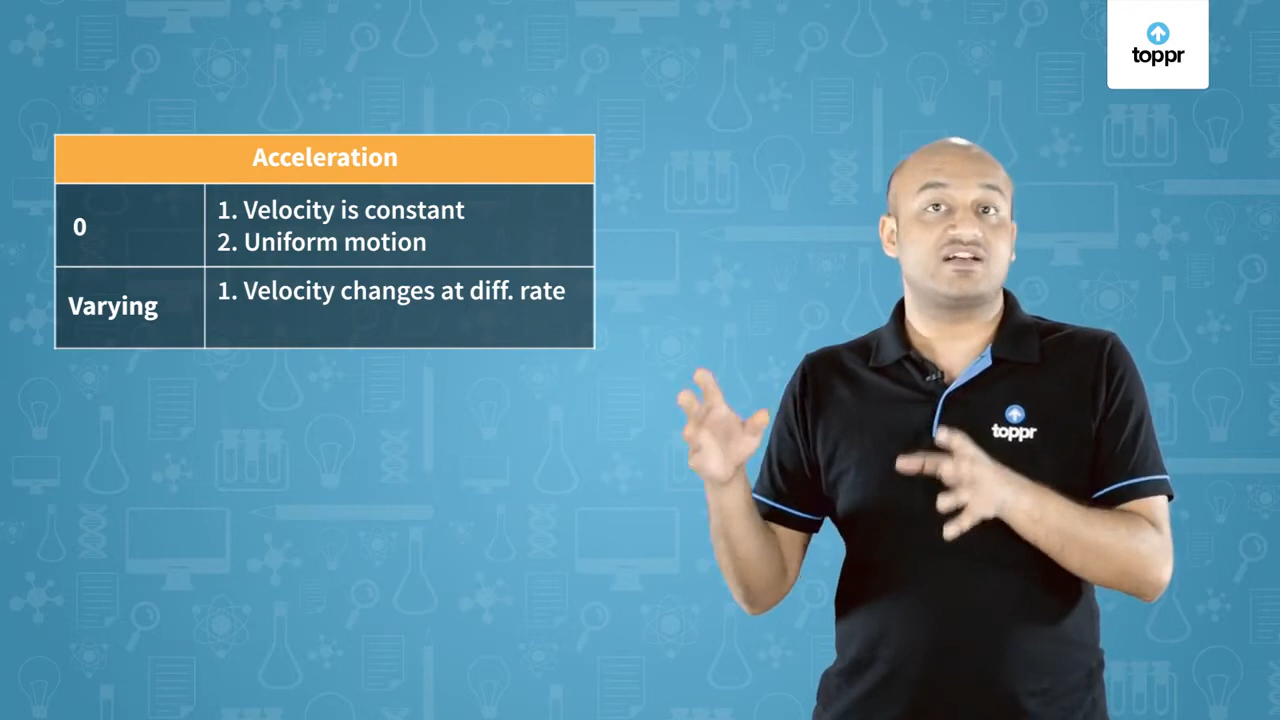 toppr
Acceleration
0
1. Velocity is constant
2. Uniform motion
Varying
1. Velocity changes at diff. rate
toppr